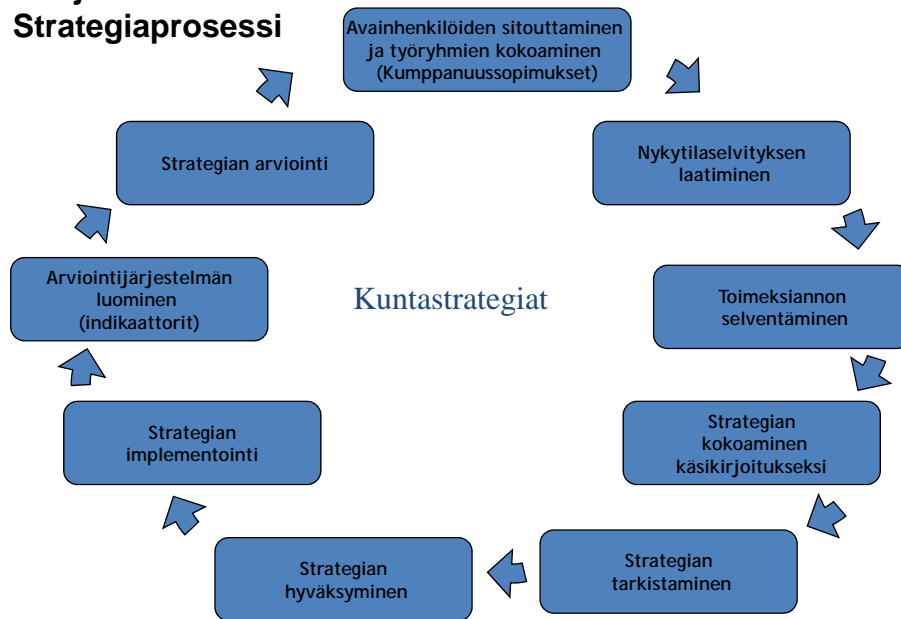 Strategiaprosessi
Avainhenkilöiden sitouttaminen
ja työryhmien kokoaminen
(Kumppanuussopimukset)
Nykytilaselvityksen
laatiminen
Toimeksiannon
selventäminen
Strategian
kokoaminen
käsikirjoitukseksi
Strategian
tarkistaminen
Strategian
hyväksyminen
Strategian
implementointi
Arviointijärjestelmän
luominen
(indikaattorit)
Strategian arviointi
Kuntastrategiat